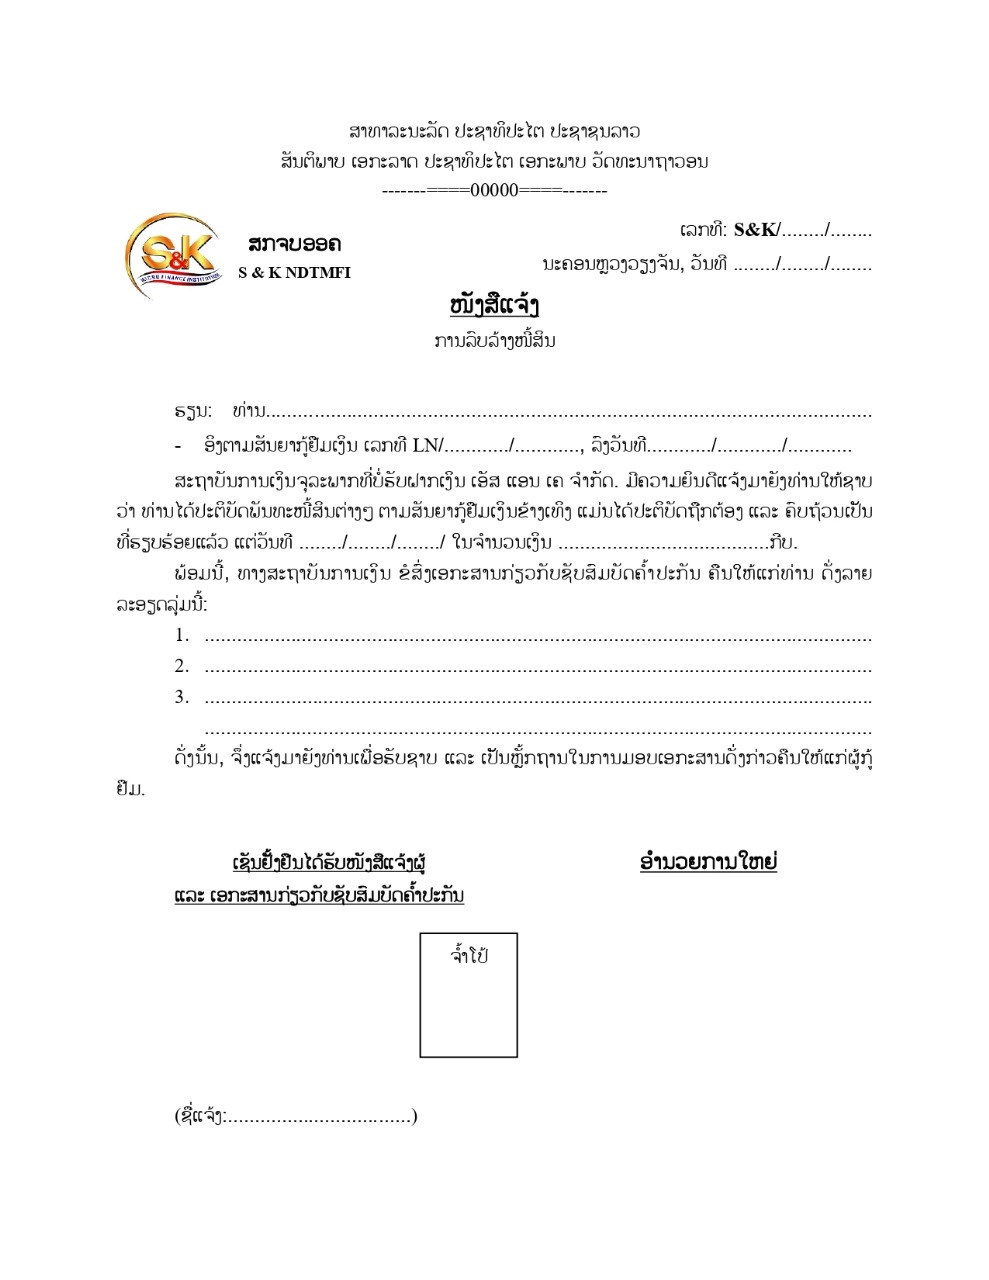 ສາທາລະນະລັດ ປະຊາທິປະໄຕ ປະຊາຊນລາວ
ສັນຕິພາບ ເອກະລາດ ປະຊາທິປະໄຕ ເອກະພາບ ວັດທະນາຖາວອນ
-------====00000====-------
S&K
MICRO FINANCE INSTITUTION
ສກຈບອອຄ
S & K NDTMFI
ເລກທີ: S&K/......../........
ນະຄອນຫຼວງວຽງຈັນ, ວັນທີ ......../......../........
ໜັງສືແຈ້ງ
ການລົບລ້າງໜີ້ສິນ
ຮຽນ: ທ່ານ.................................................................................................................
- ອີງຕາມສັນຍາກູ້ຢືມເງິນ ເລກທີ LN/............/............, ລົງວັນທີ............/............/............
ສະຖາບັນການເງິນຈຸລະພາກທີ່ບໍ່ຮັບຝາກເງິນ ເອັສ ແອນ ເຄ ຈຳກັດ. ມີຄວາມຍິນດີແຈ້ງມາຍັງທ່ານໃຫ້ຊາບ
ວ່າ ທ່ານໄດ້ປະຕິບັດພັນທະໜີ້ສິນຕ່າງໆ ຕາມສັນຍາກູ້ຢືມເງິນຂ້າງເທິງ ແມ່ນໄດ້ປະຕິບັດຖືກຕ້ອງ ແລະ ຄົບຖ້ວນເປັນ
ທີ່ຮຽບຮ້ອຍແລ້ວ ແຕ່ວັນທີ ......../......../......../ ໃນຈຳນວນເງິນ .......................................ກີບ.
ພ້ອມນີ້, ທາງສະຖາບັນການເງິນ ຂໍສົ່ງເອກະສານກ່ຽວກັບຊັບສົມບັດຄ້ຳປະກັນ ຄືນໃຫ້ແກ່ທ່ານ ດັ່ງລາຍ
ລະອຽດລຸ່ມນີ້:
1. ............................................................................................................................
2. ............................................................................................................................
3. ............................................................................................................................
............................................................................................................................
ດັ່ງນັ້ນ, ຈຶ່ງແຈ້ງມາຍັງທ່ານເພື່ອຮັບຊາບ ແລະ ເປັນຫຼັກຖານໃນການມອບເອກະສານດັ່ງກ່າວຄືນໃຫ້ແກ່ຜູ້ກູ້
ຢືມ.
ເຊັນຢັ້ງຢືນໄດ້ຮັບໜັງສືແຈ້ງຜູ້
ອຳນວຍການໃຫຍ່
ແລະ ເອກະສານກ່ຽວກັບຊັບສົມບັດຄ້ຳປະກັນ
ຈ້ຳໂປ້
(ຊື່ແຈ້ງ:..................................)